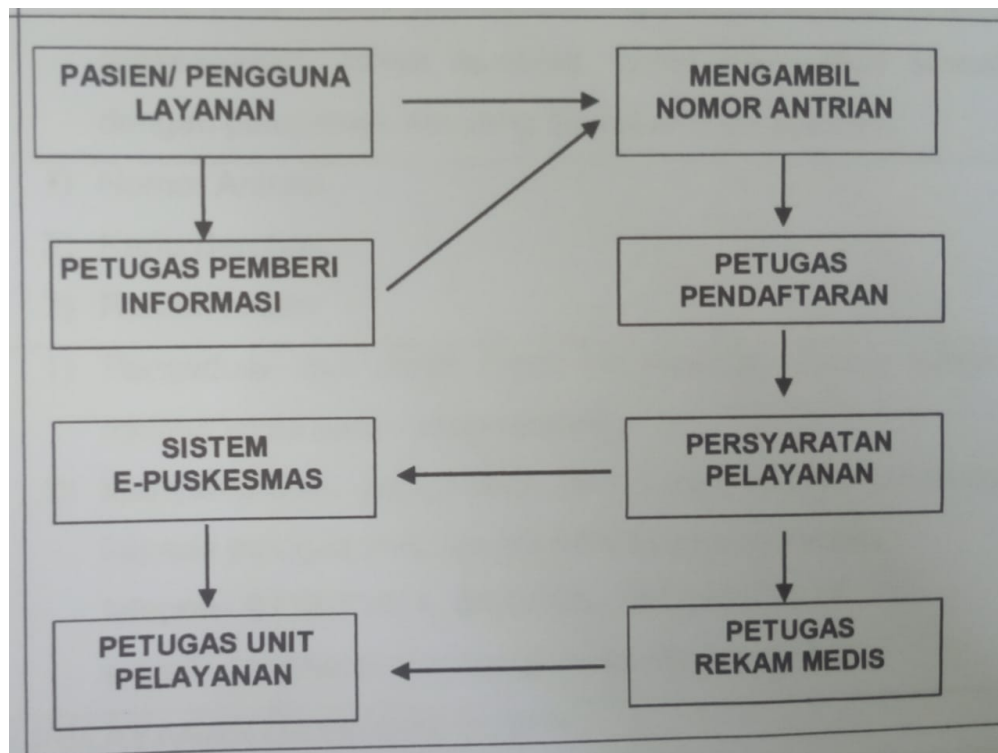 PASIEN/ PENGGUNA
LAYANAN
MENGAMBIL
NOMOR ANTRIAN
PETUGAS PEMBERI
INFORMASI
PETUGAS
PENDAFTARAN
SISTEM
E-PUSKESMAS
PERSYARATAN
PELAYANAN
PETUGAS UNIT
PELAYANAN
PETUGAS
REKAM MEDIS